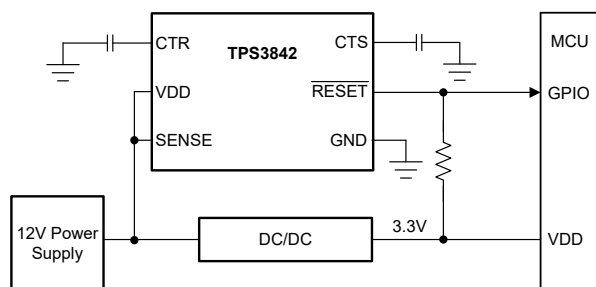 CTR
TPS3842
CTS
MCU
VDD
RESET
GPIO
SENSE
GND
12V Power
Supply
DC/DC
3.3V
VDD